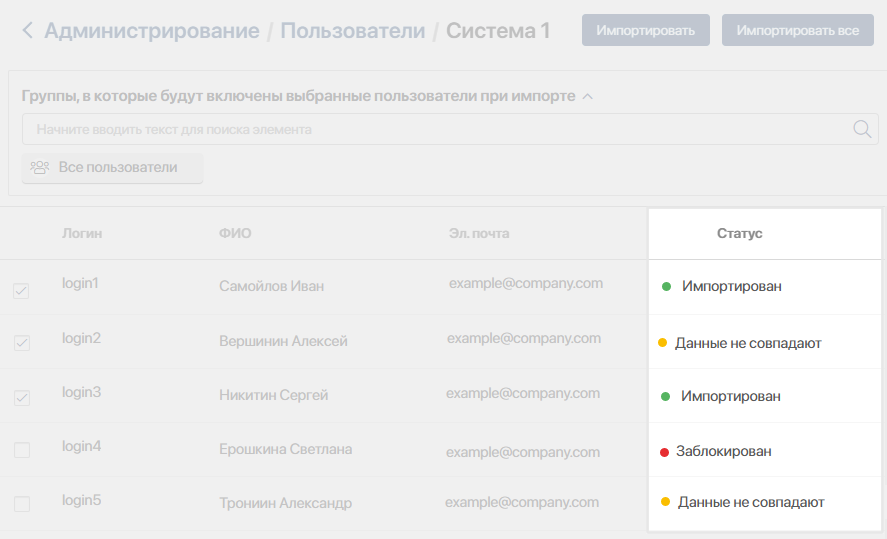 Администрирование / Пользователи / Система 1 Импортировать Импортировать все
Группы, в которые будут включены выбранные пользователи при импорте
Начните вводить текст для поиска элемента
Все пользователи
Логин ФИО Эл. почта Статус
login1 Самойлов Иван example@company.com Импортирован
login2 Вершинин Алексей example@company.com Данные не совпадают
login3 Никитин Сергей example@company.com Импортирован
login4 Ерошкина Светлана example@company.com Заблокирован
login5 Трониин Александр example@company.com Данные не совпадают